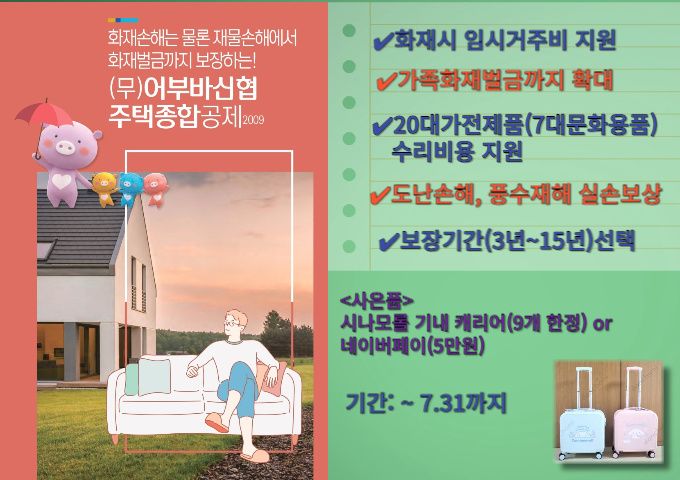 화재손해는 물론 재물손해에서
화재벌금까지 보장하는!
(무)어부바신협
주택종합공제2009
✔화재시 임시거주비 지원
✔가족화재벌금까지 확대
✔20대가전제품(7대문화용품)
수리비용 지원
✔도난손해, 풍수재해 실손보상
✔보장기간(3년~15년)선택
<사은품>
시나모롤 기내 캐리어(9개 한정) or
네이버페이(5만원)
기간: ~ 7.31까지